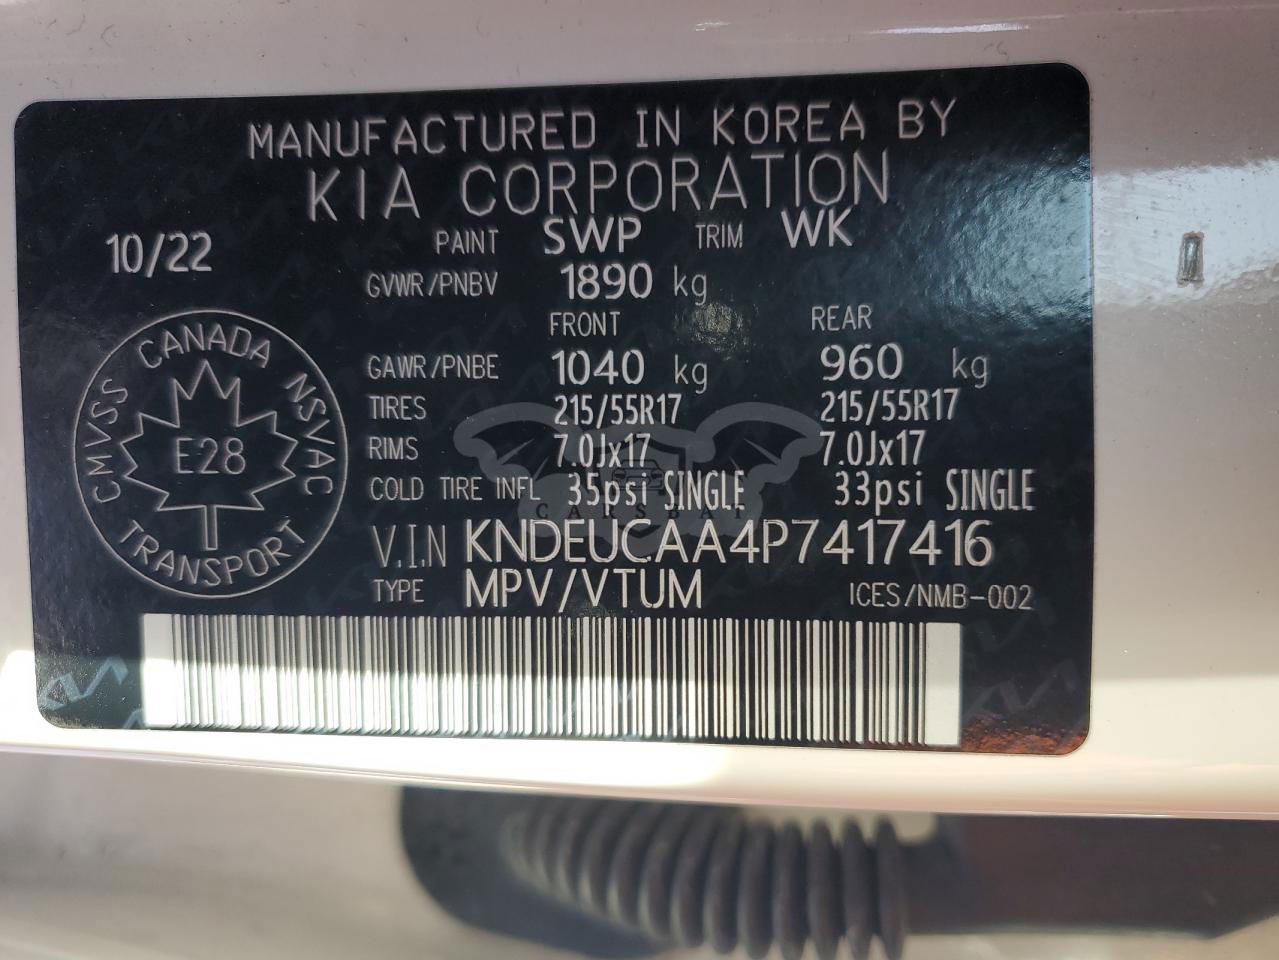 MANUFACTURED IN KOREA BY
KIA CORPORATION
10/22 PAINT SWP TRIM WK
GVWR/PNBV 1890 kg
FRONT REAR
GAWR/PNBE 1040 kg 960 kg
TIRES 215/55R17 215/55R17
RIMS 7.0Jx17 7.0Jx17
COLD TIRE INFL 35psi SINGLE 33psi SINGLE
V.I.N KNDEUCAA4P7417416
TYPE MPV/VTUM ICES/NMB-002
CANADA
CMVSS NSVAC
E28
TRANSPORT
CARSBAT